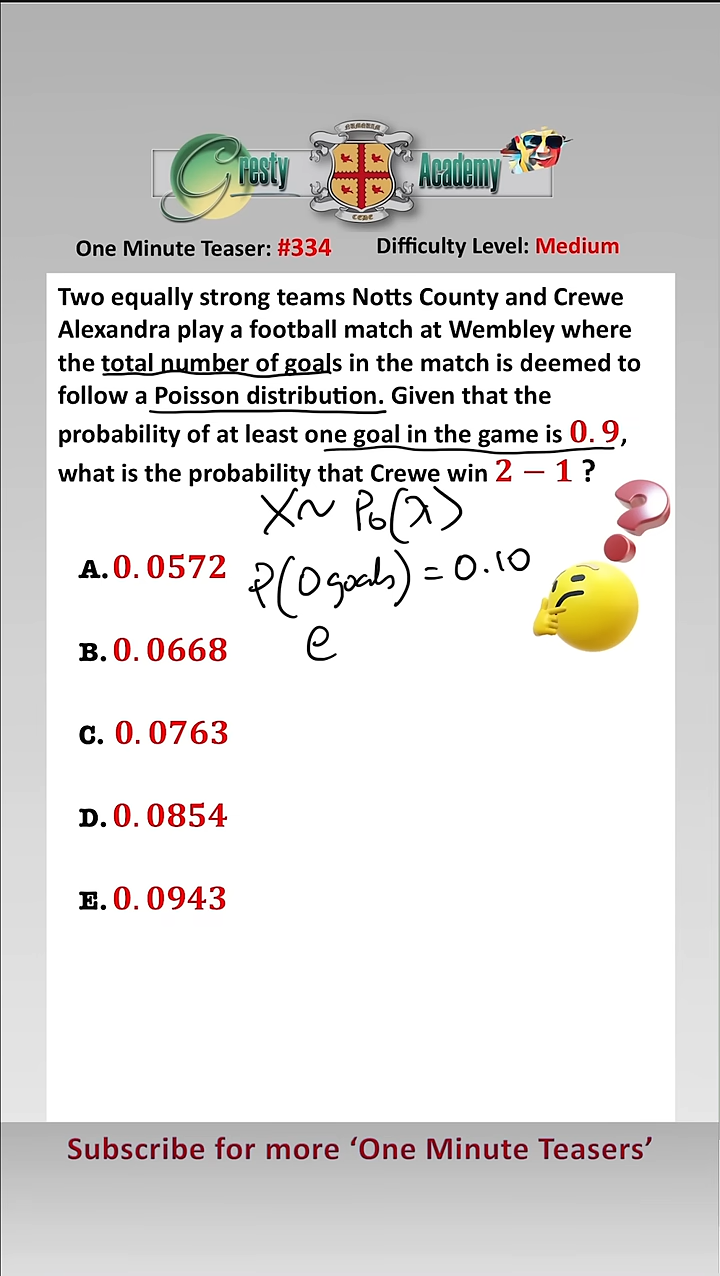 NUMQUAM
Gresty Academy
CEDE
One Minute Teaser: #334 Difficulty Level: Medium
Two equally strong teams Notts County and Crewe
Alexandra play a football match at Wembley where
the total number of goals in the match is deemed to
follow a Poisson distribution. Given that the
probability of at least one goal in the game is 0.9,
what is the probability that Crewe win 2 – 1 ?
X~ Po(λ)
A. 0.0572
P(0 goals) = 0.10
B. 0.0668
e
C. 0.0763
D. 0.0854
E. 0.0943
Subscribe for more ‘One Minute Teasers’